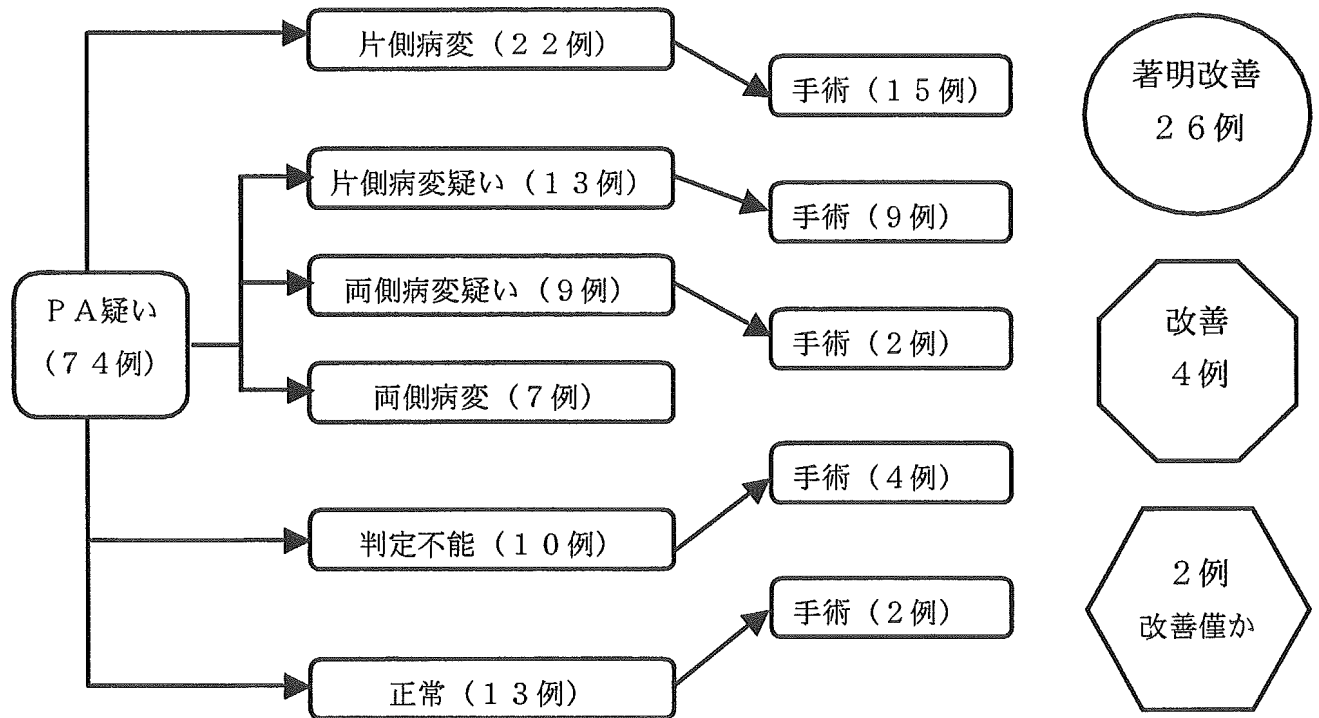 片側病変（２２例）
手術（１５例）
著明改善
２６例
片側病変疑い（１３例）
手術（９例）
ＰＡ疑い
（７４例）
両側病変疑い（９例）
手術（２例）
改善
４例
両側病変（７例）
手術（４例）
判定不能（１０例）
手術（２例）
２例
改善僅か
正常（１３例）